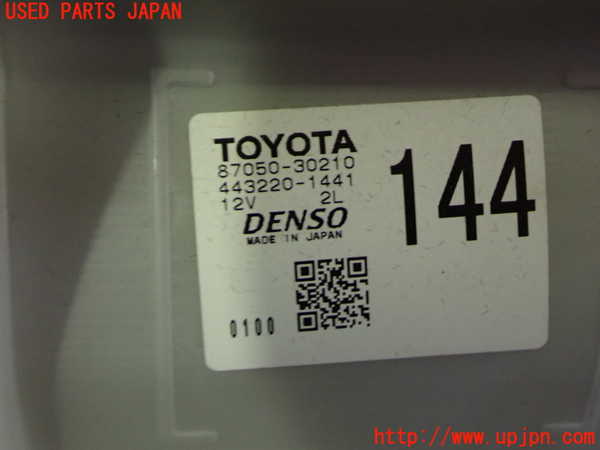 USED PARTS JAPAN
TOYOTA
87050-30210
443220-1441
12V 2L
DENSO
MADE IN JAPAN
144
0100
http://www.upjpn.com/